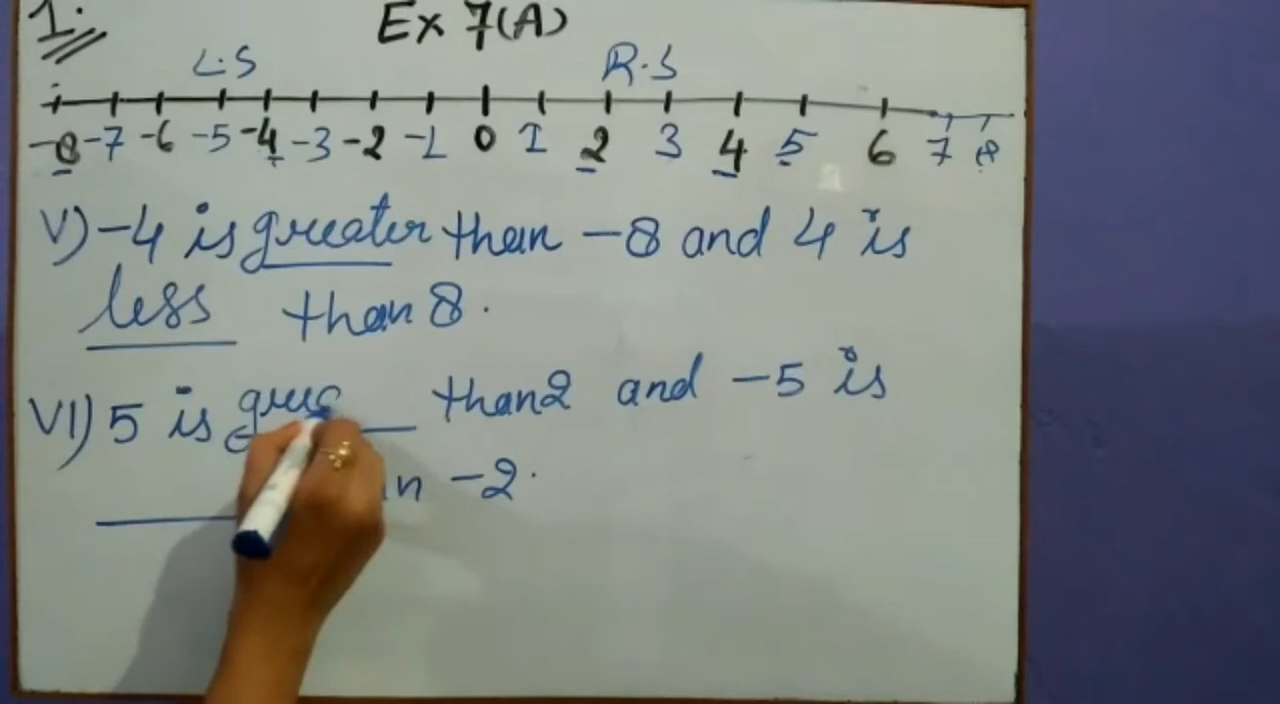 1.
Ex 7(A)
L.S R.S
-8 -7 -6 -5 -4 -3 -2 -1 0 1 2 3 4 5 6 7 8
V) -4 is greater than -8 and 4 is
less than 8.
VI) 5 is grea than 2 and -5 is
-2.